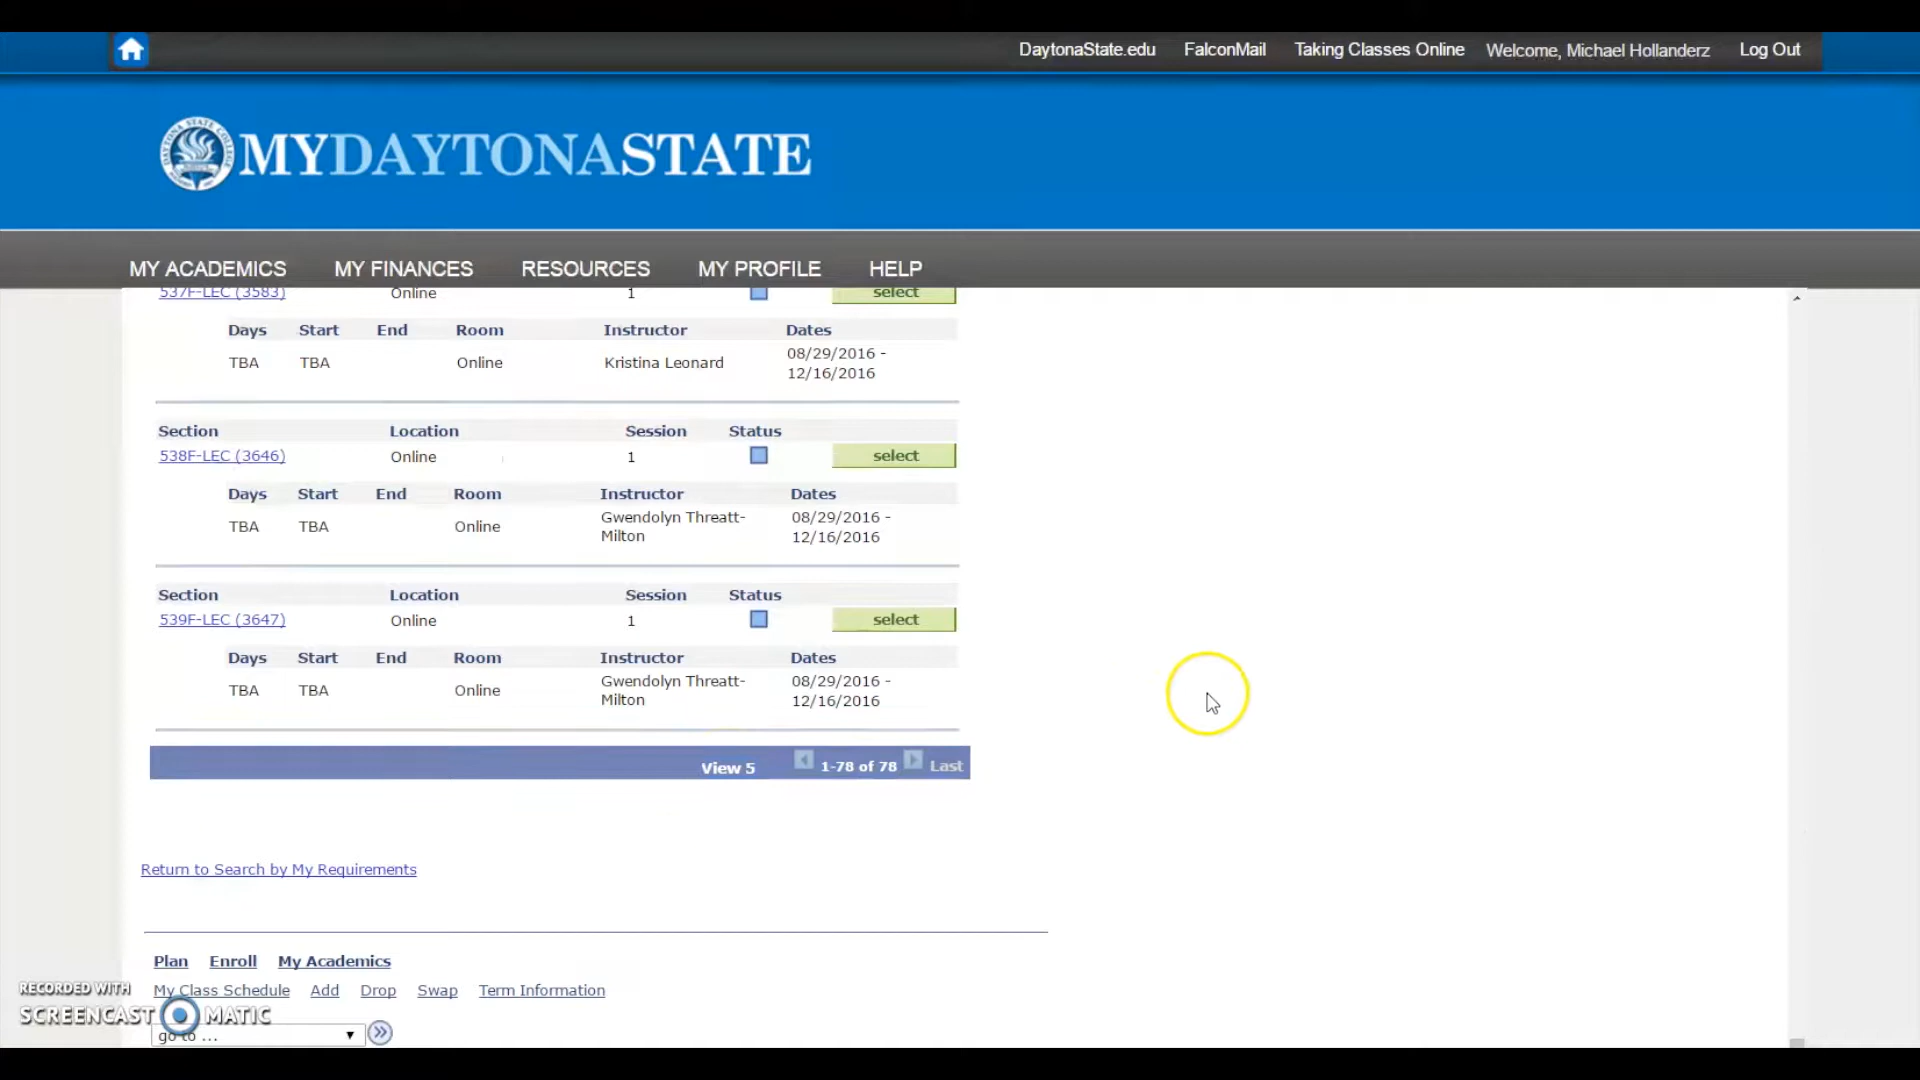 DaytonaState.edu FalconMail Taking Classes Online Welcome, Michael Hollanderz Log Out
DAYTONA STATE COLLEGE
MYDAYTONASTATE
MY ACADEMICS MY FINANCES RESOURCES MY PROFILE HELP
537F-LEC (3583) Online 1 select
Days Start End Room Instructor Dates
TBA TBA Online Kristina Leonard 08/29/2016 -
12/16/2016
Section Location Session Status
538F-LEC (3646) Online 1 select
Days Start End Room Instructor Dates
TBA TBA Online Gwendolyn Threatt- 08/29/2016 -
Milton 12/16/2016
Section Location Session Status
539F-LEC (3647) Online 1 select
Days Start End Room Instructor Dates
TBA TBA Online Gwendolyn Threatt- 08/29/2016 -
Milton 12/16/2016
View 5 1-78 of 78 Last
Return to Search by My Requirements
Plan Enroll My Academics
My Class Schedule Add Drop Swap Term Information
go to ...
RECORDED WITH
SCREENCAST MATIC